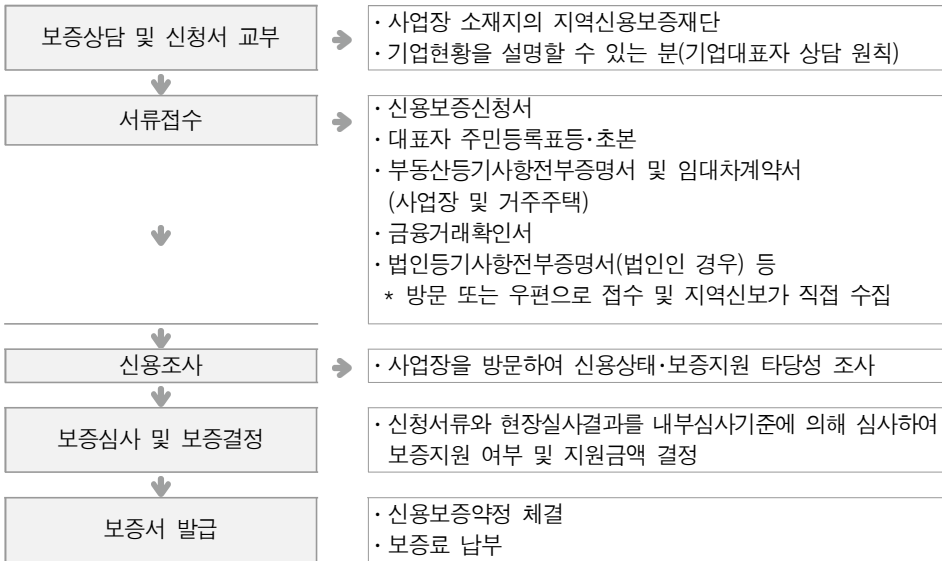 보증상담 및 신청서 교부
· 사업장 소재지의 지역신용보증재단
· 기업현황을 설명할 수 있는 분(기업대표자 상담 원칙)
서류접수
· 신용보증신청서
· 대표자 주민등록표등·초본
· 부동산등기사항전부증명서 및 임대차계약서
(사업장 및 거주주택)
· 금융거래확인서
· 법인등기사항전부증명서(법인인 경우) 등
* 방문 또는 우편으로 접수 및 지역신보가 직접 수집
신용조사
· 사업장을 방문하여 신용상태·보증지원 타당성 조사
보증심사 및 보증결정
· 신청서류와 현장실사결과를 내부심사기준에 의해 심사하여
보증지원 여부 및 지원금액 결정
보증서 발급
· 신용보증약정 체결
· 보증료 납부